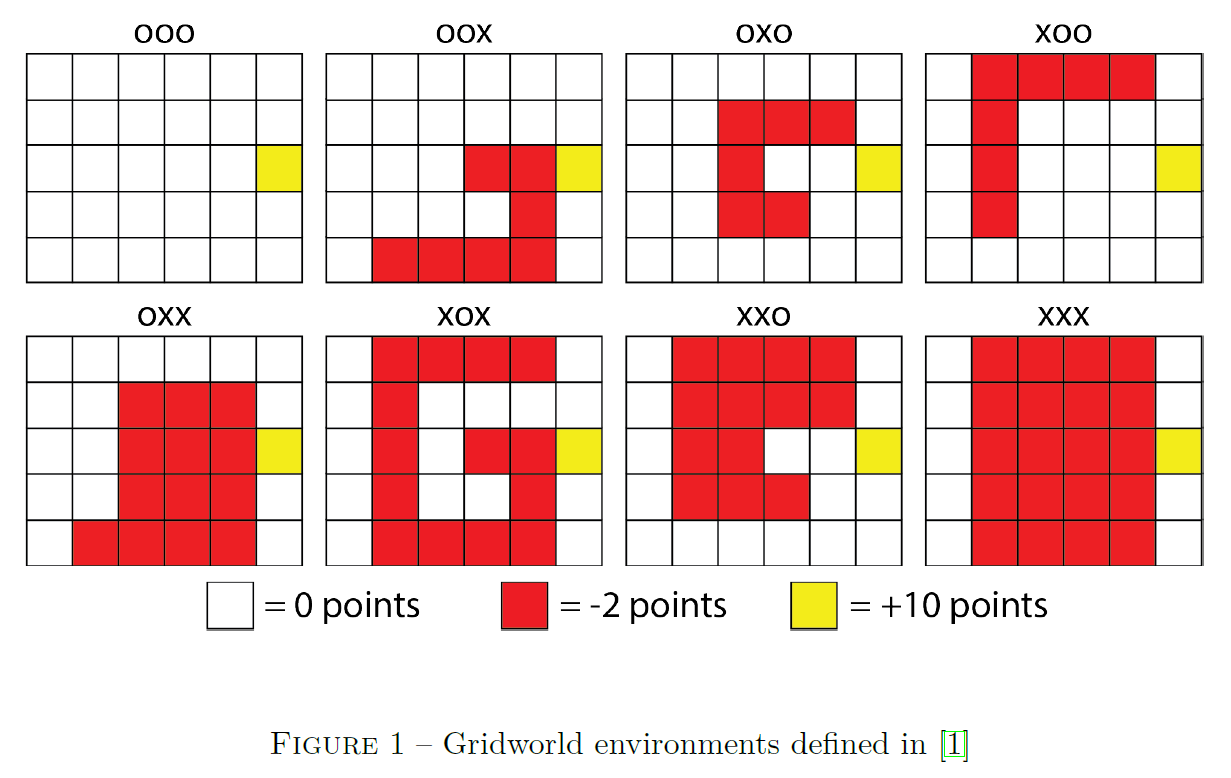 OOO OOX OXO XOO
OXX XOX XXO XXX
= 0 points = -2 points = +10 points
FIGURE 1 – Gridworld environments defined in [1]